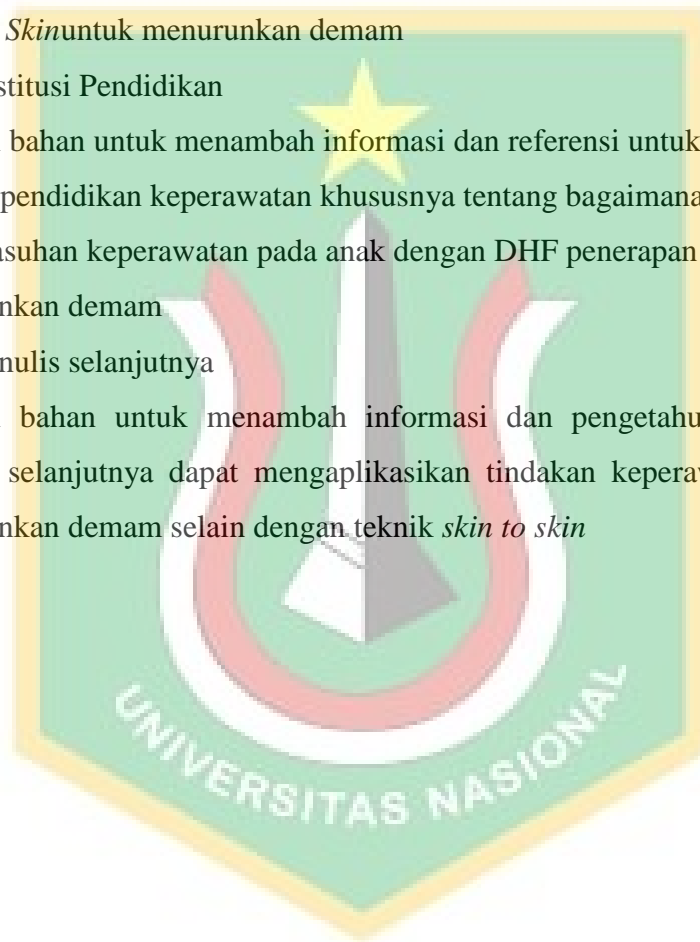 Skinuntuk menurunkan demam
stitusi Pendidikan
bahan untuk menambah informasi dan referensi untuk
pendidikan keperawatan khususnya tentang bagaimana
asuhan keperawatan pada anak dengan DHF penerapan
nkan demam
nulis selanjutnya
bahan untuk menambah informasi dan pengetahu
selanjutnya dapat mengaplikasikan tindakan kepera
nkan demam selain dengan teknik skin to skin
UNIVERSITAS NASIONAL